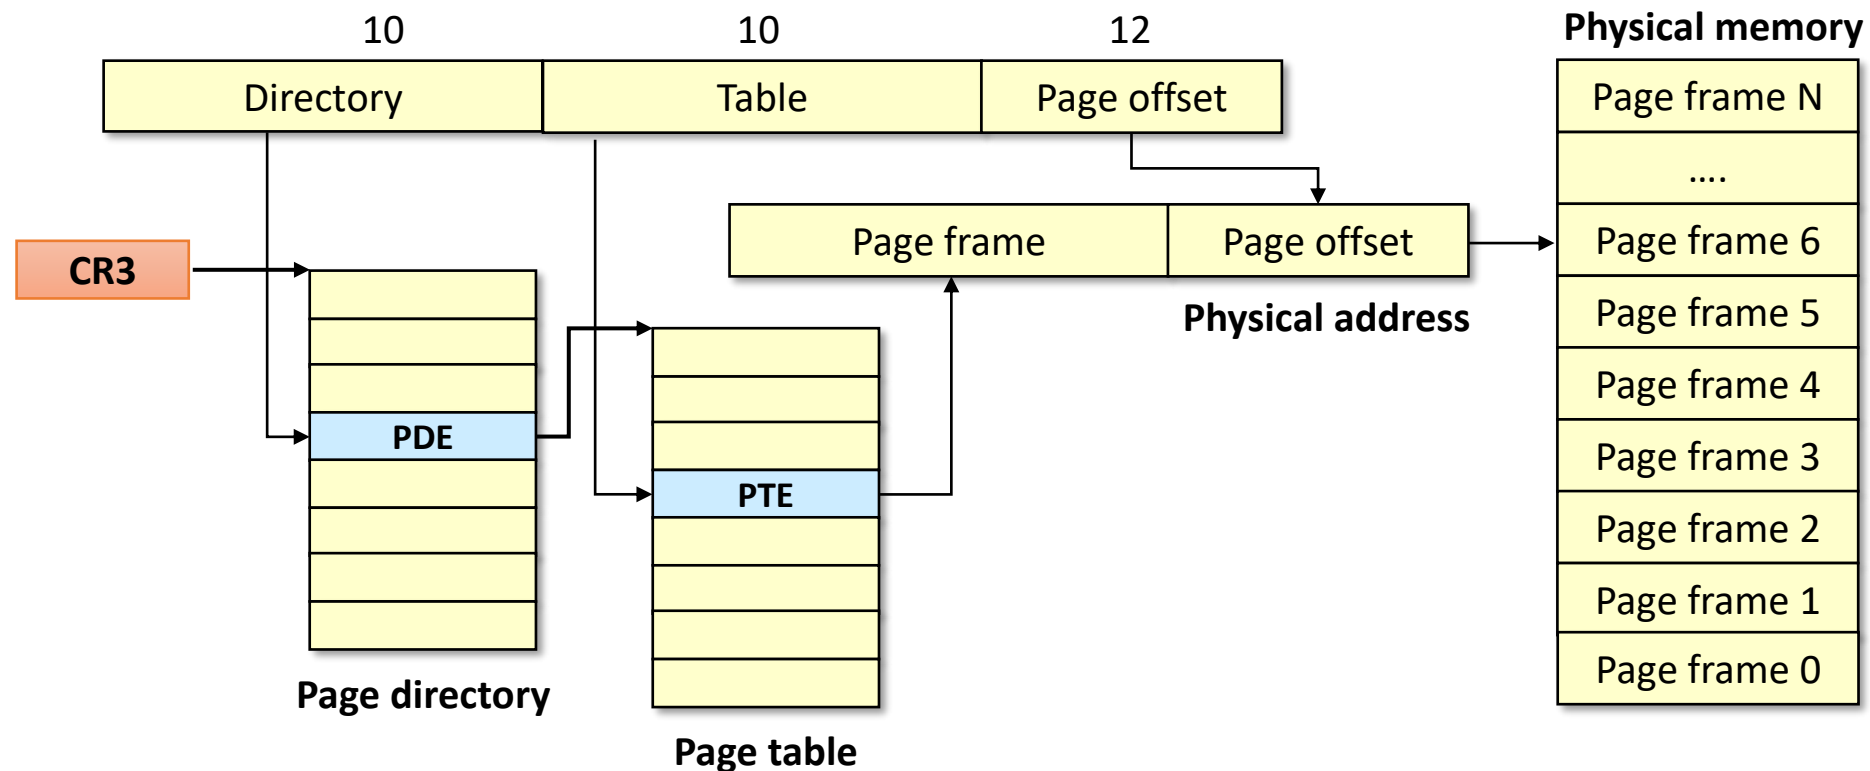 10
10
12
Physical memory
Directory
Table
Page offset
Page frame N
....
Page frame
Page offset
Page frame 6
CR3
Physical address
Page frame 5
Page frame 4
PDE
Page frame 3
PTE
Page frame 2
Page frame 1
Page frame 0
Page directory
Page table